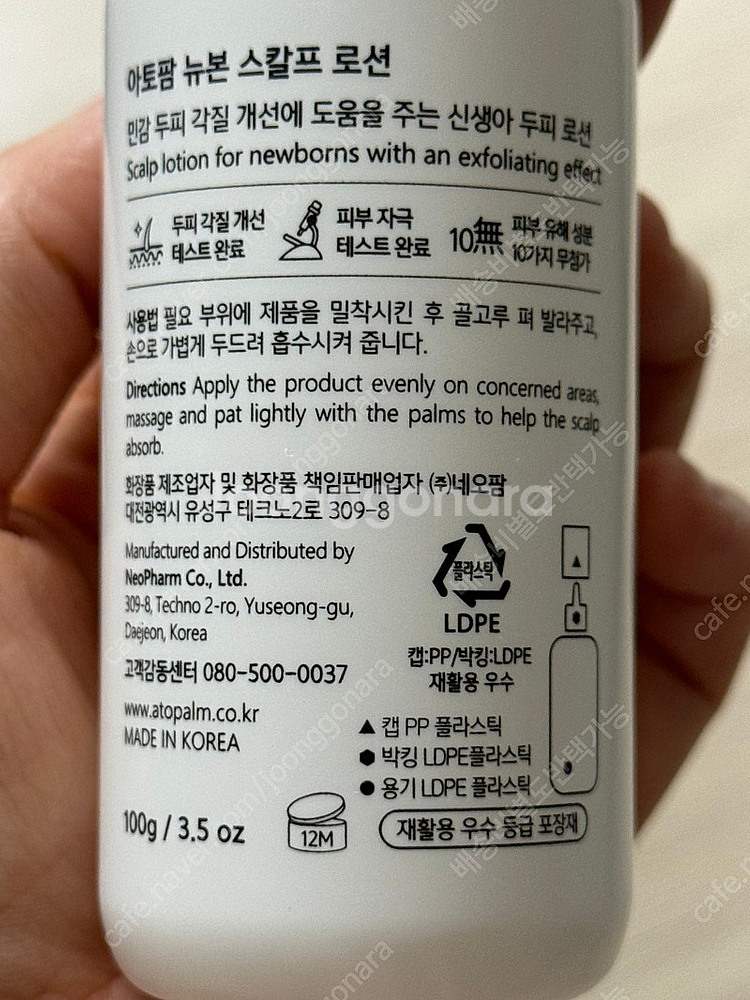 아토팜 뉴본 스칼프 로션
민감 두피 각질 개선에 도움을 주는 신생아 두피 로션
Scalp lotion for newborns with an exfoliating effect
두피 각질 개선
테스트 완료
피부 자극
테스트 완료
10無
피부 유해 성분
10가지 무첨가
사용법 필요 부위에 제품을 밀착시킨 후 골고루 펴 발라주고,
손으로 가볍게 두드려 흡수시켜 줍니다.
Directions Apply the product evenly on concerned areas,
massage and pat lightly with the palms to help the scalp
absorb.
화장품 제조업자 및 화장품 책임판매업자 ㈜네오팜
대전광역시 유성구 테크노2로 309-8
Manufactured and Distributed by
NeoPharm Co., Ltd.
309-8, Techno 2-ro, Yuseong-gu,
Daejeon, Korea
고객감동센터 080-500-0037
www.atopalm.co.kr
MADE IN KOREA
100g / 3.5 oz
12M
플라스틱
LDPE
캡:PP/박킹:LDPE
재활용 우수
▲ 캡 PP 플라스틱
⬢ 박킹 LDPE플라스틱
● 용기 LDPE 플라스틱
재활용 우수 등급 포장재
joonggonara
cafe.naver.com/joonggonara